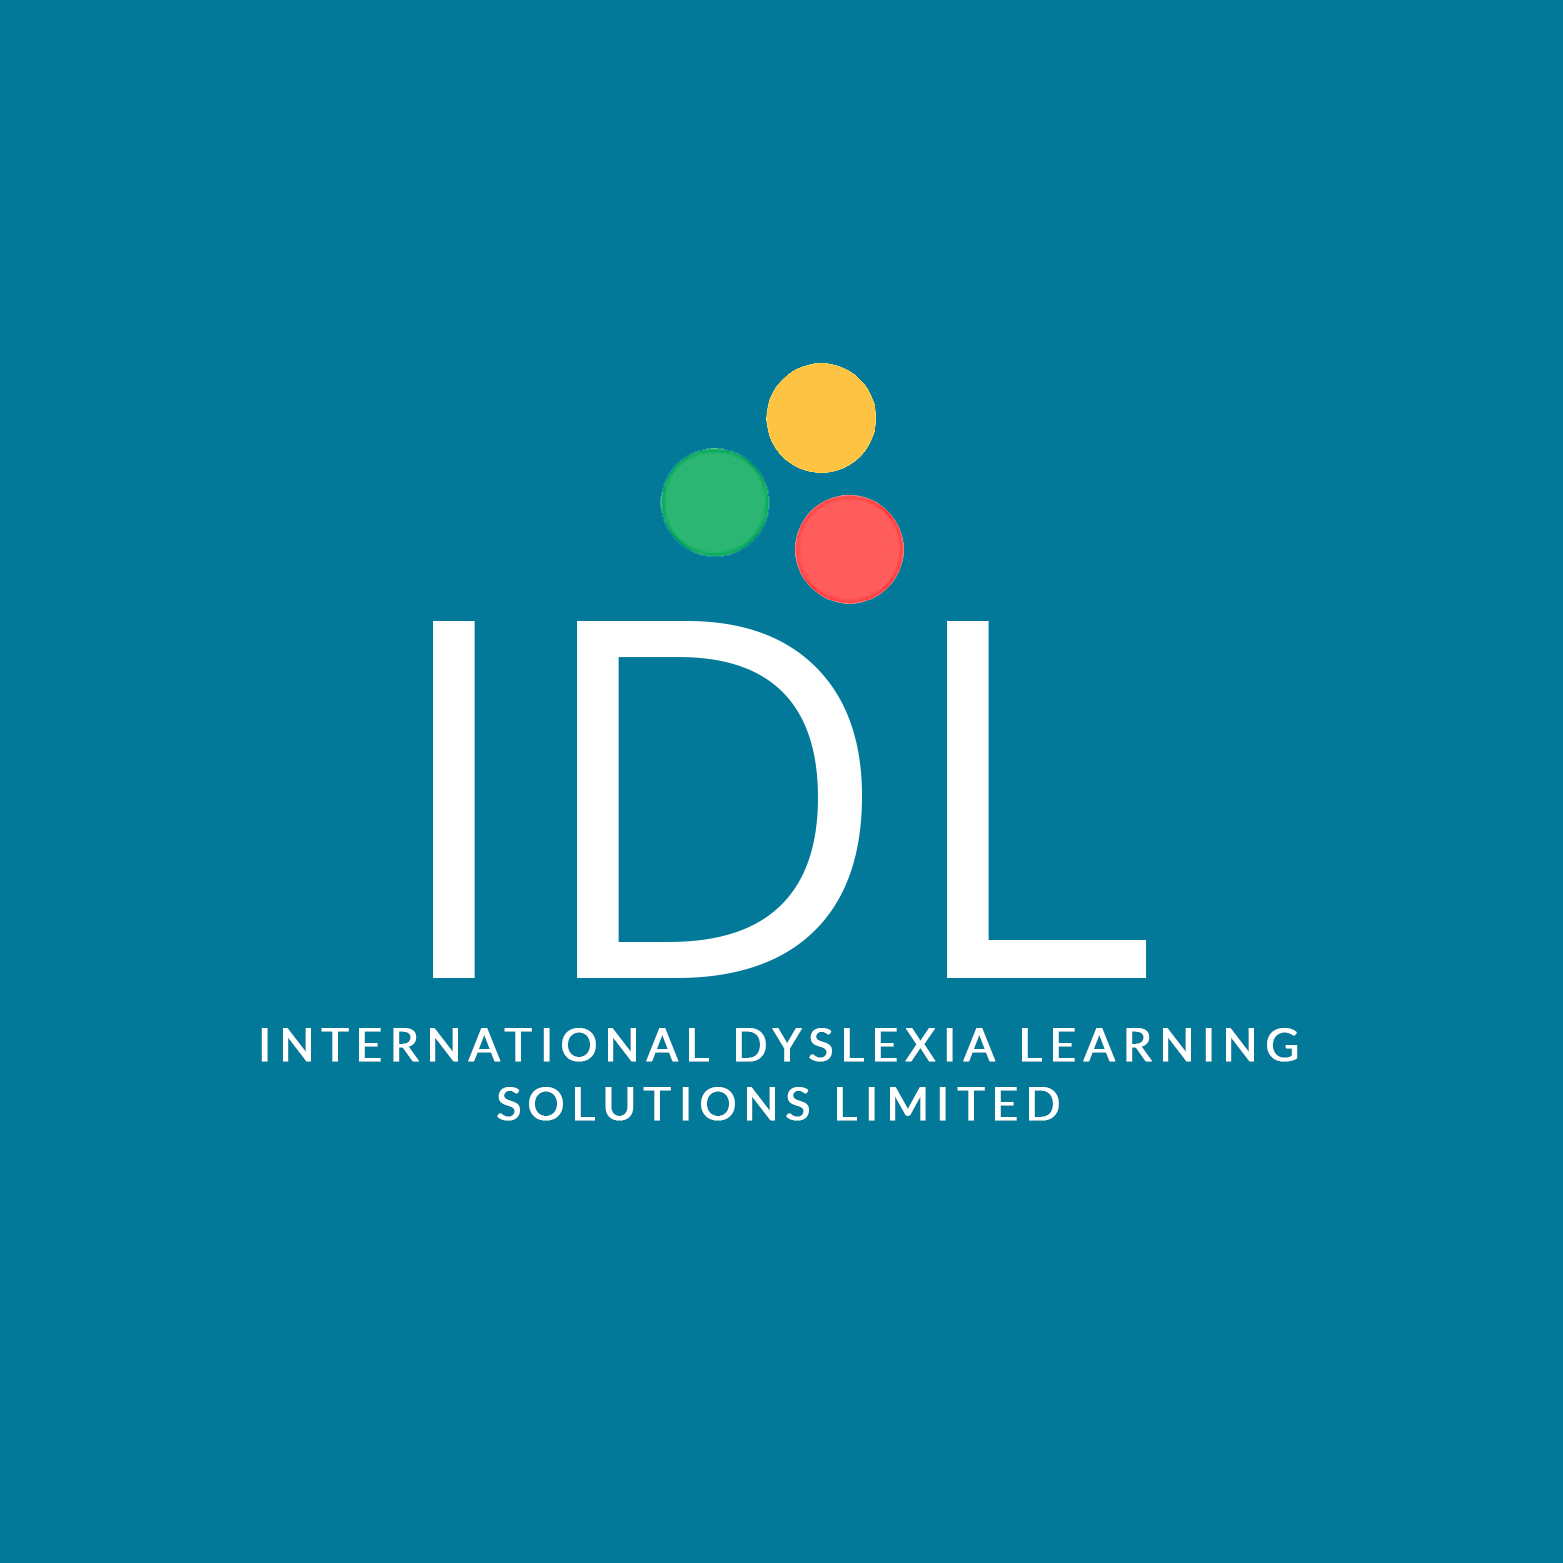 IDL
INTERNATIONAL DYSLEXIA LEARNING
SOLUTIONS LIMITED